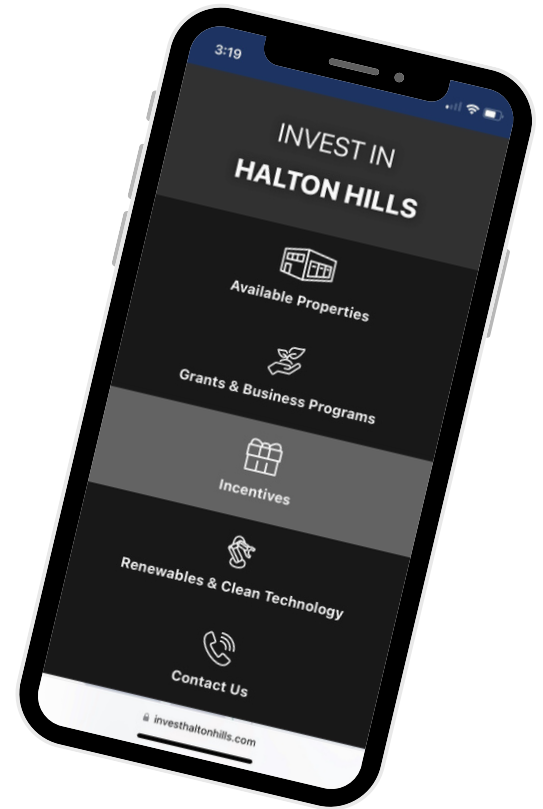 3:19
INVEST IN
HALTON HILLS
Available Properties
Grants & Business Programs
Incentives
Renewables & Clean Technology
Contact Us
investhaltonhills.com